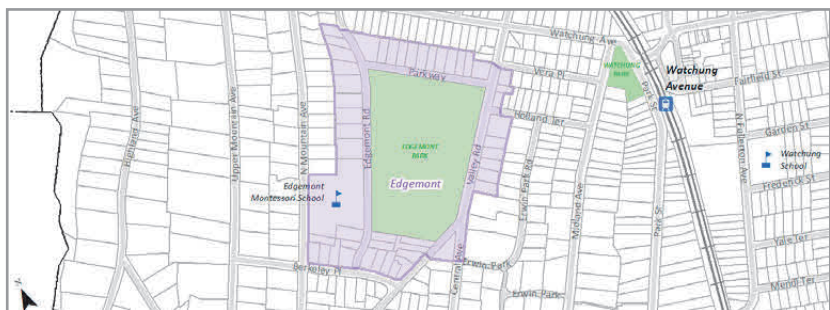 Watchung Ave
Parkway
Vera Pl
WATCHUNG
PARK
Watchung
Avenue
Fairfield St
Park St
Highland Ave
Upper Mountain Ave
N Mountain Ave
Edgemont Rd
EDGEMONT
PARK
Holland Ter
Valley Rd
N Fullerton Ave
Garden St
Watchung
School
Edgemont
Edgemont
Montessori School
Erwin Park Rd
Midland Ave
Park St
Frederick St
Yale Ter
Berkeley Pl
Central Ave
Erwin Park
Erwin Park
N